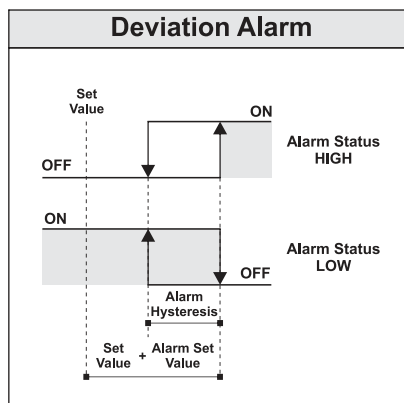 Deviation Alarm
Set
Value
ON
OFF
Alarm Status
HIGH
ON
OFF
Alarm Status
LOW
Alarm
Hysteresis
Set
Value
+
Alarm Set
Value